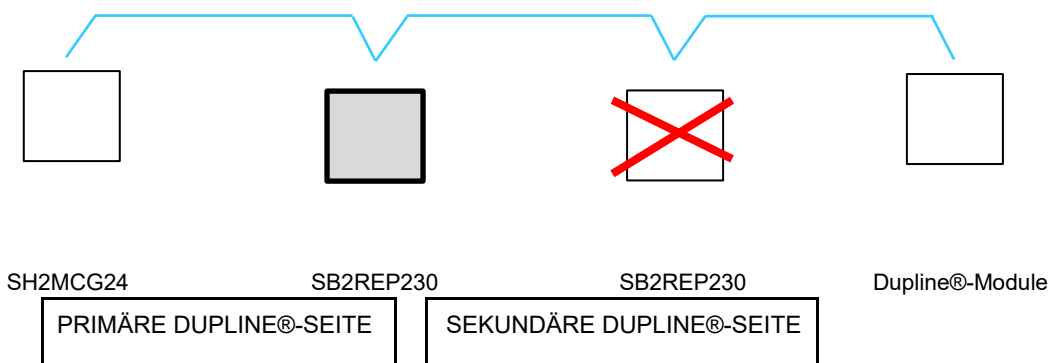 SH2MCG24 SB2REP230 SB2REP230 Dupline®-Module
PRIMÄRE DUPLINE®-SEITE SEKUNDÄRE DUPLINE®-SEITE